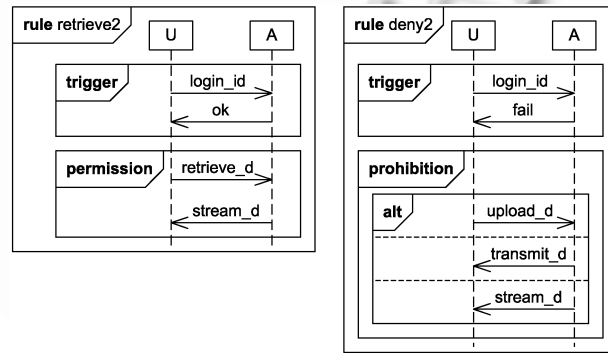 rule retrieve2
U
A
trigger
login_id
ok
permission
retrieve_d
stream_d
rule deny2
U
A
trigger
login_id
fail
prohibition
alt
upload_d
transmit_d
stream_d